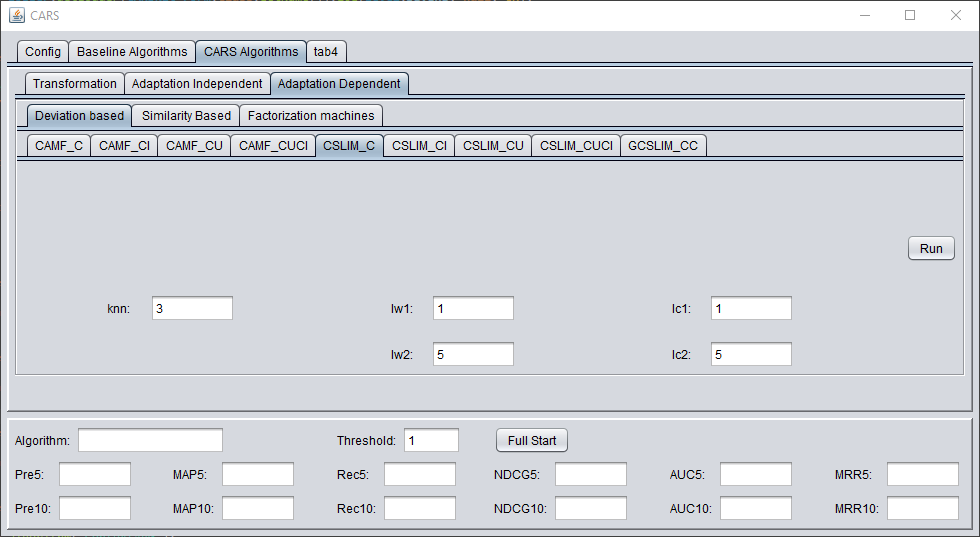 CARS
Config Baseline Algorithms CARS Algorithms tab4
Transformation Adaptation Independent Adaptation Dependent
Deviation based Similarity Based Factorization machines
CAMF_C CAMF_CI CAMF_CU CAMF_CUCI CSLIM_C CSLIM_CI CSLIM_CU CSLIM_CUCI GCSLIM_CC
Run
knn: 3 lw1: 1 lc1: 1
lw2: 5 lc2: 5
Algorithm: Threshold: 1 Full Start
Pre5: MAP5: Rec5: NDCG5: AUC5: MRR5:
Pre10: MAP10: Rec10: NDCG10: AUC10: MRR10: